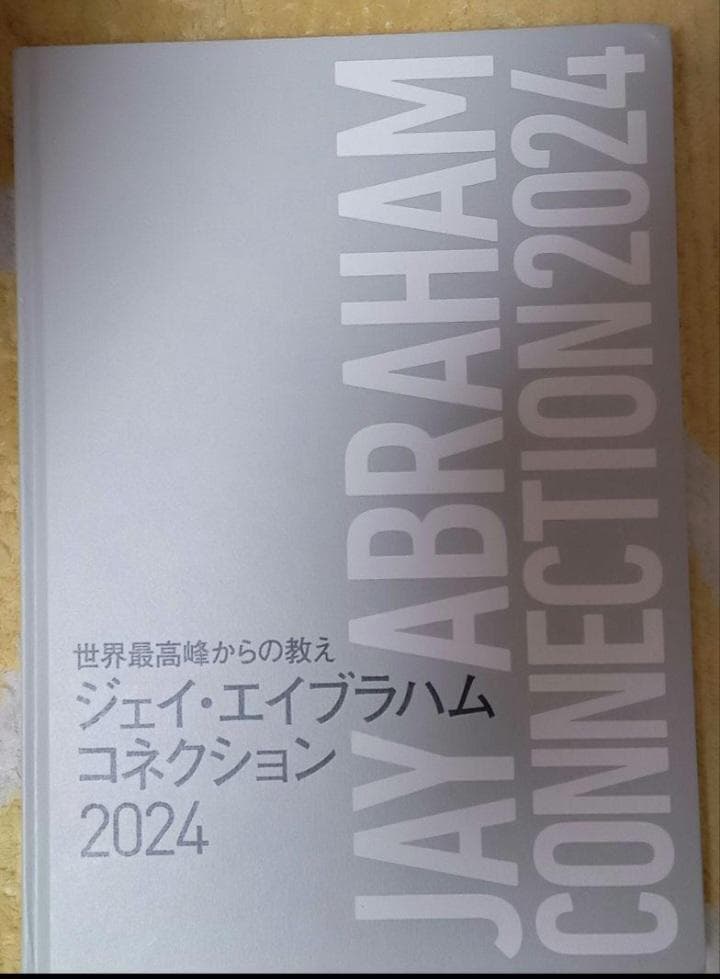 JAY ABRAHAM
CONNECTION 2024
世界最高峰からの教え
ジェイ・エイブラハム
コネクション
2024